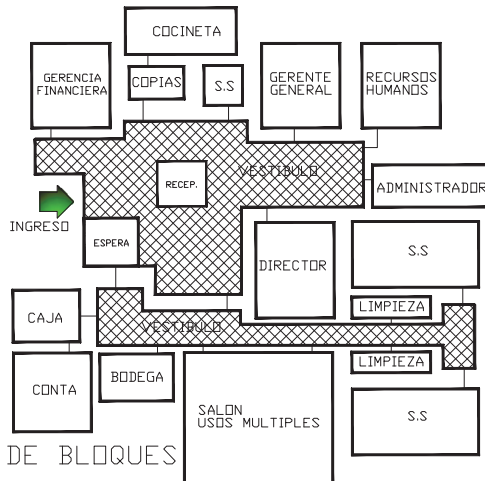 COCINETA
GERENCIA
FINANCIERA
COPIAS
S.S
GERENTE
GENERAL
RECURSOS
HUMANOS
VESTIBULO
RECEP.
ADMINISTRADOR
INGRESO
ESPERA
DIRECTOR
S.S
CAJA
VESTIBULO
LIMPIEZA
LIMPIEZA
CONTA
BODEGA
SALON
USOS MULTIPLES
S.S
DE BLOQUES